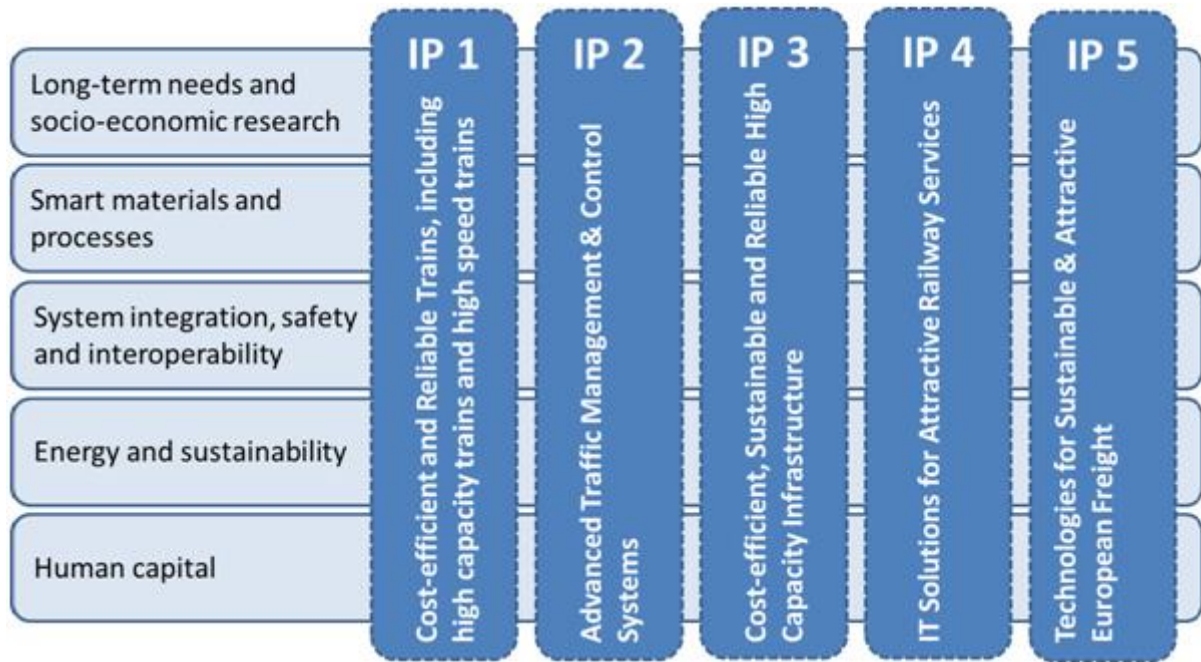 Long-term needs and
socio-economic research
Smart materials and
processes
System integration, safety
and interoperability
Energy and sustainability
Human capital
IP 1
Cost-efficient and Reliable Trains, including
high capacity trains and high speed trains
IP 2
Advanced Traffic Management & Control
Systems
IP 3
Cost-efficient, Sustainable and Reliable High
Capacity Infrastructure
IP 4
IT Solutions for Attractive Railway Services
IP 5
Technologies for Sustainable & Attractive
European Freight